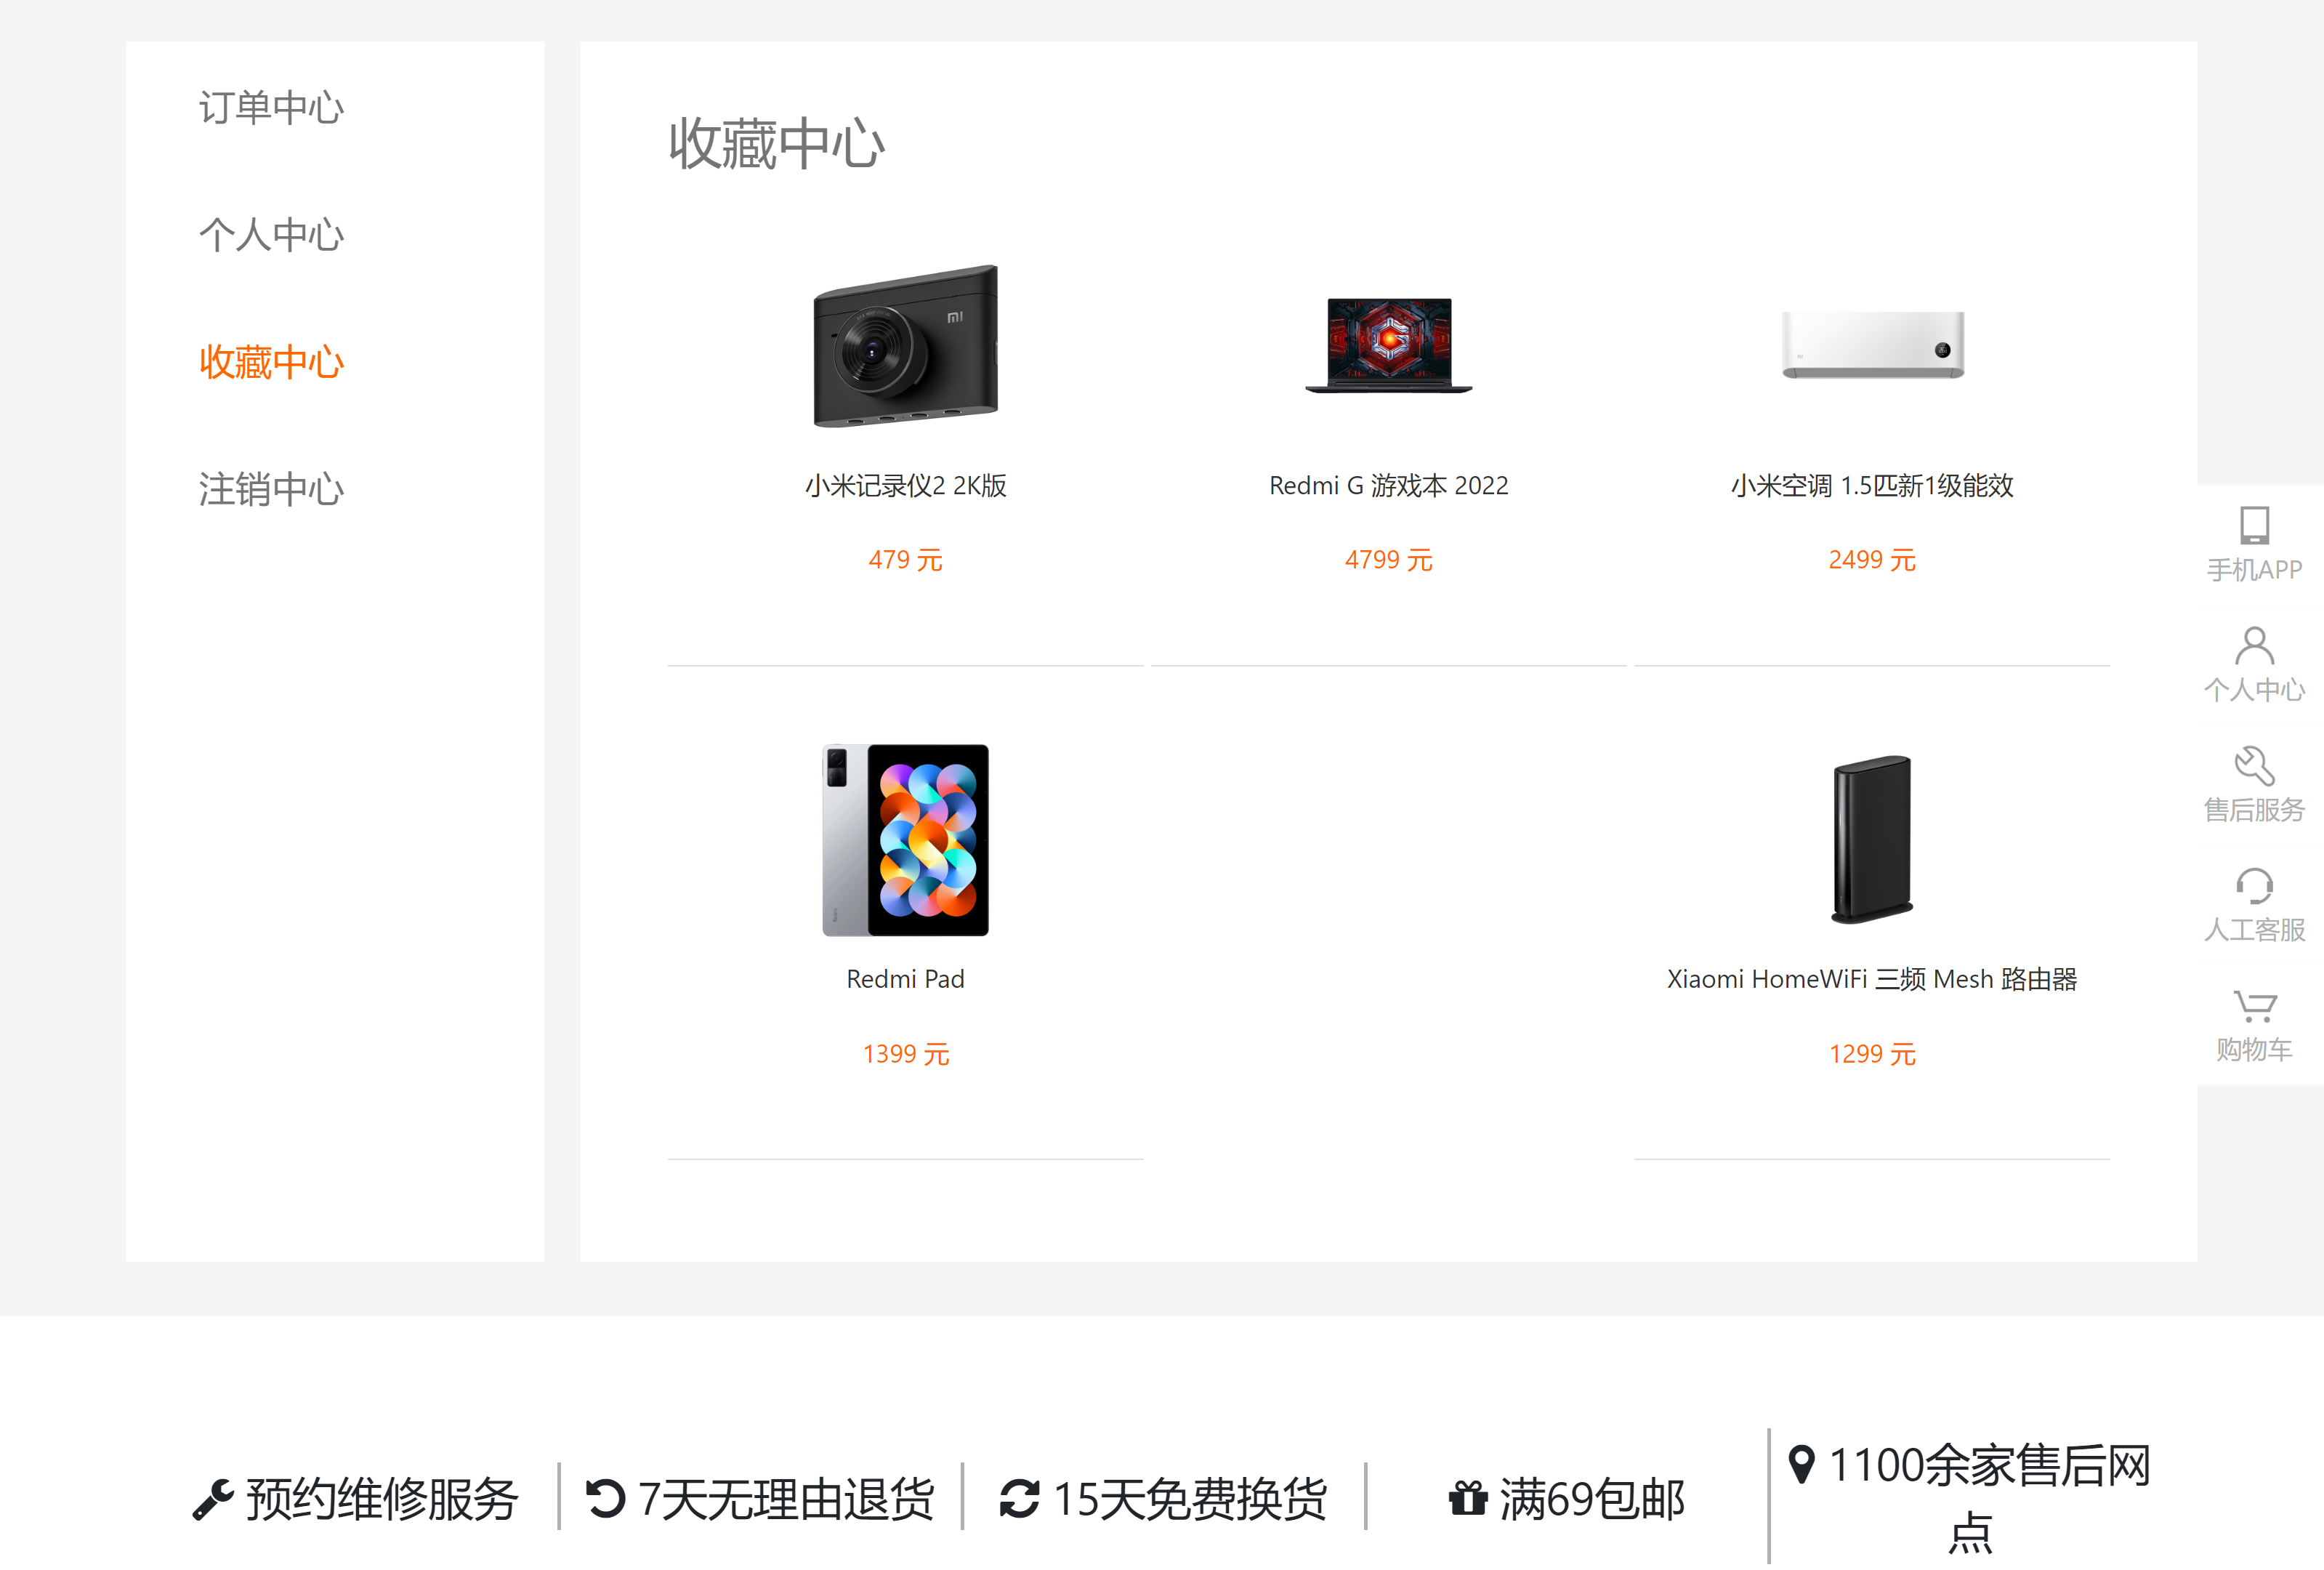 订单中心
个人中心
收藏中心
注销中心
收藏中心
小米记录仪2 2K版
479 元
Redmi G 游戏本 2022
4799 元
小米空调 1.5匹新1级能效
2499 元
Redmi Pad
1399 元
Xiaomi HomeWiFi 三频 Mesh 路由器
1299 元
手机APP
个人中心
售后服务
人工客服
购物车
预约维修服务
7天无理由退货
15天免费换货
满69包邮
1100余家售后网
点